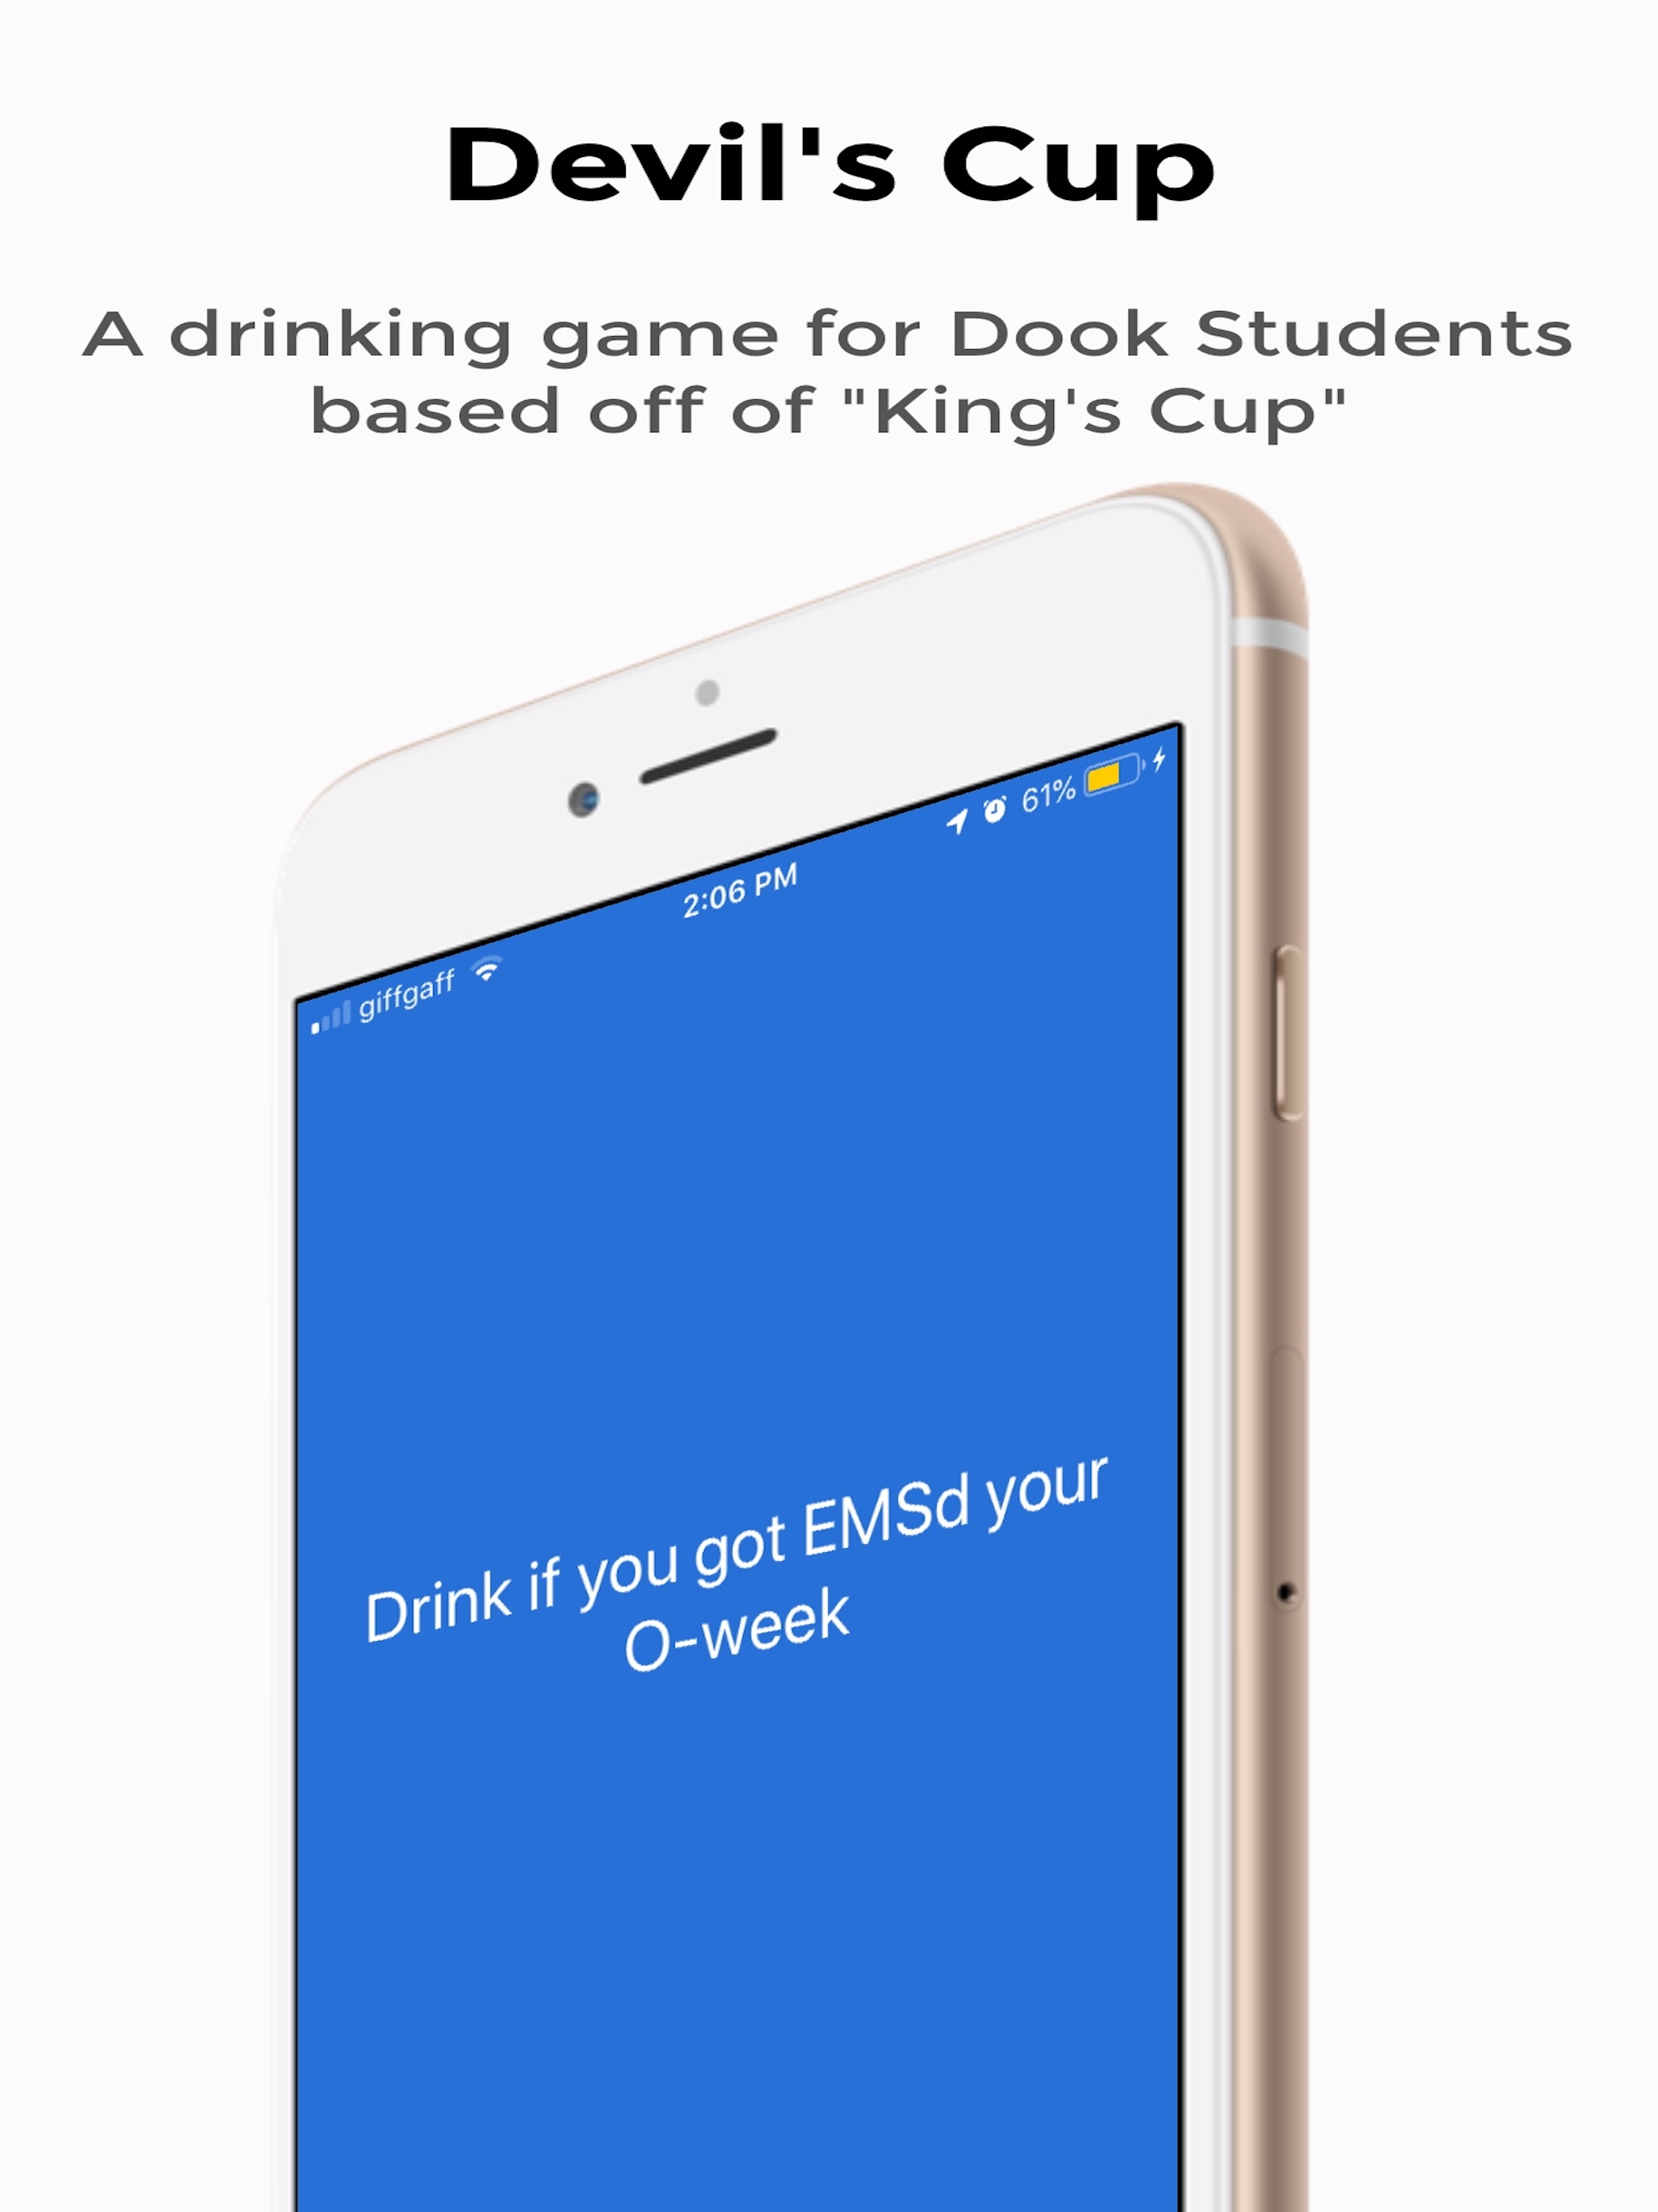 Devil's Cup
A drinking game for Dook Students
based off of "King's Cup"
giffgaff 2:06 PM 61%
Drink if you got EMSd your
O-week